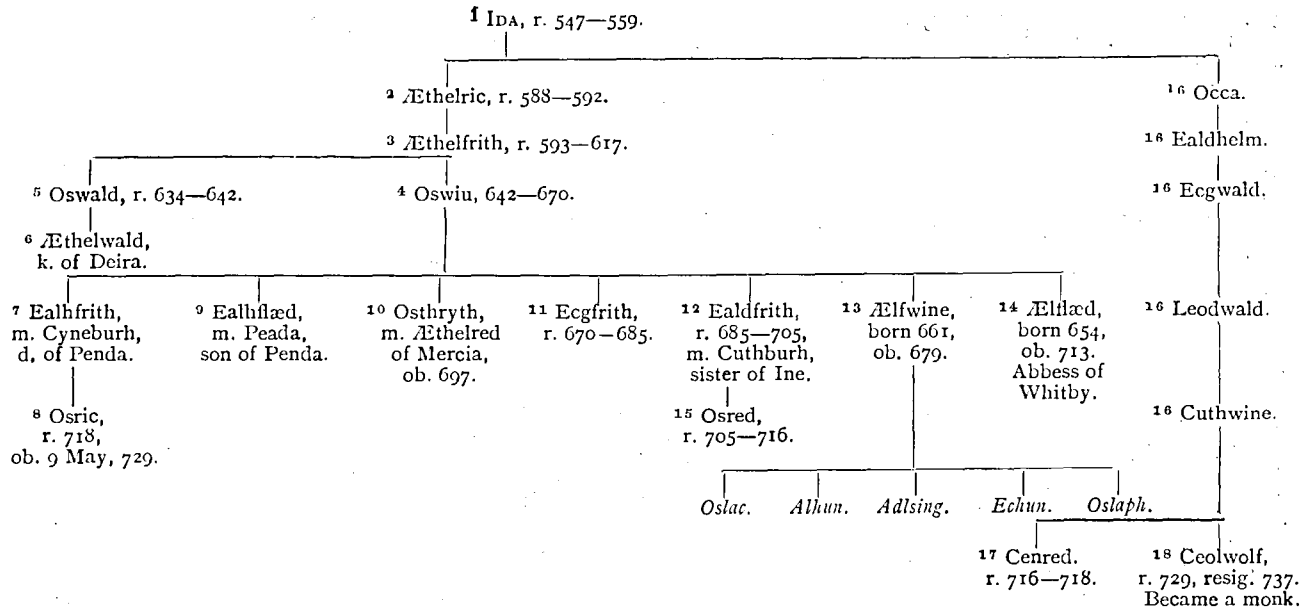 1 IDA, r. 547—559.
2 Æthelric, r. 588—592.
16 Occa.
3 Æthelfrith, r. 593—617.
16 Ealdhelm.
5 Oswald, r. 634—642.
4 Oswiu, 642—670.
16 Ecgwald.
6 Æthelwald,
k. of Deira.
7 Ealhfrith,
m. Cyneburh,
d. of Penda.
9 Ealhflæd,
m. Peada,
son of Penda.
10 Osthryth,
m. Æthelred
of Mercia,
ob. 697.
11 Ecgfrith,
r. 670—685.
12 Ealdfrith,
r. 685—705,
m. Cuthburh,
sister of Ine.
13 Ælfwine,
born 661,
ob. 679.
14 Ælflæd,
born 654,
ob. 713.
Abbess of
Whitby.
16 Leodwald.
8 Osric,
r. 718,
ob. 9 May, 729.
15 Osred,
r. 705—716.
16 Cuthwine.
Oslac.
Alhun.
Adlsing.
Echun.
Oslaph.
17 Cenred.
r. 716—718.
18 Ceolwolf,
r. 729, resig. 737.
Became a monk.